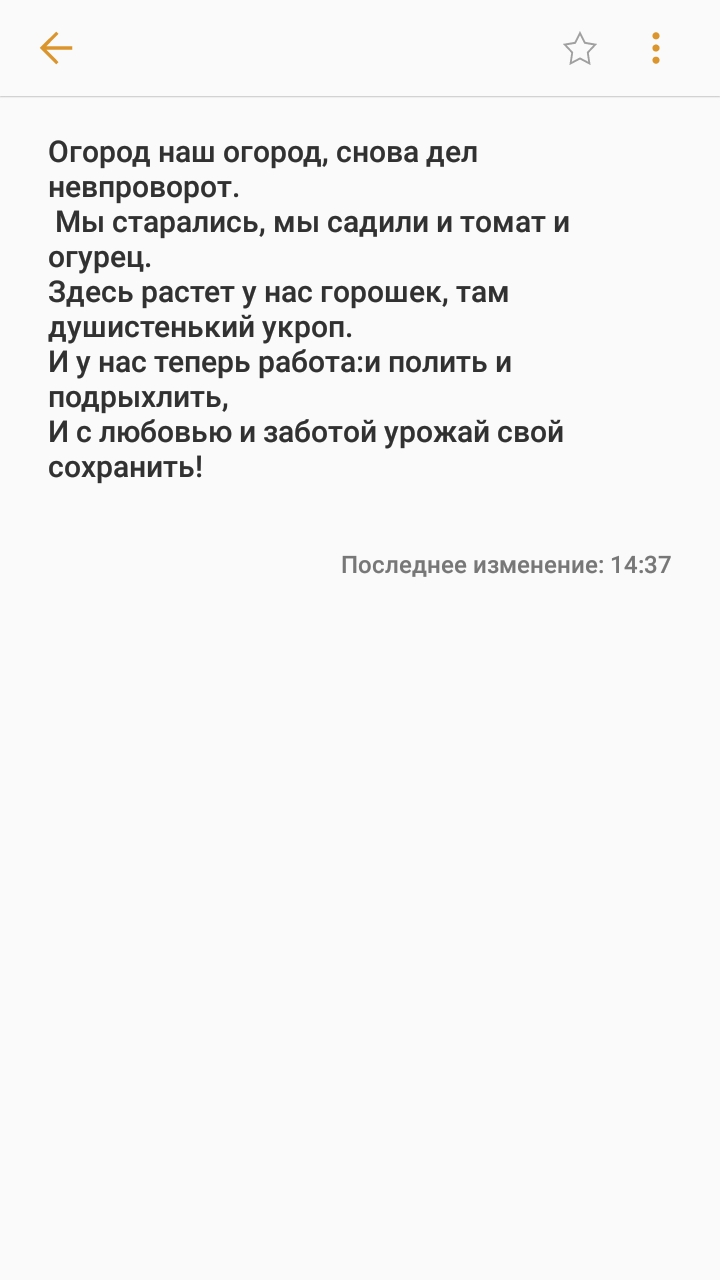 Огород наш огород, снова дел
невпроворот.
Мы старались, мы садили и томат и
огурец.
Здесь растет у нас горошек, там
душистенький укроп.
И у нас теперь работа:и полить и
подрыхлить,
И с любовью и заботой урожай свой
сохранить!
Последнее изменение: 14:37